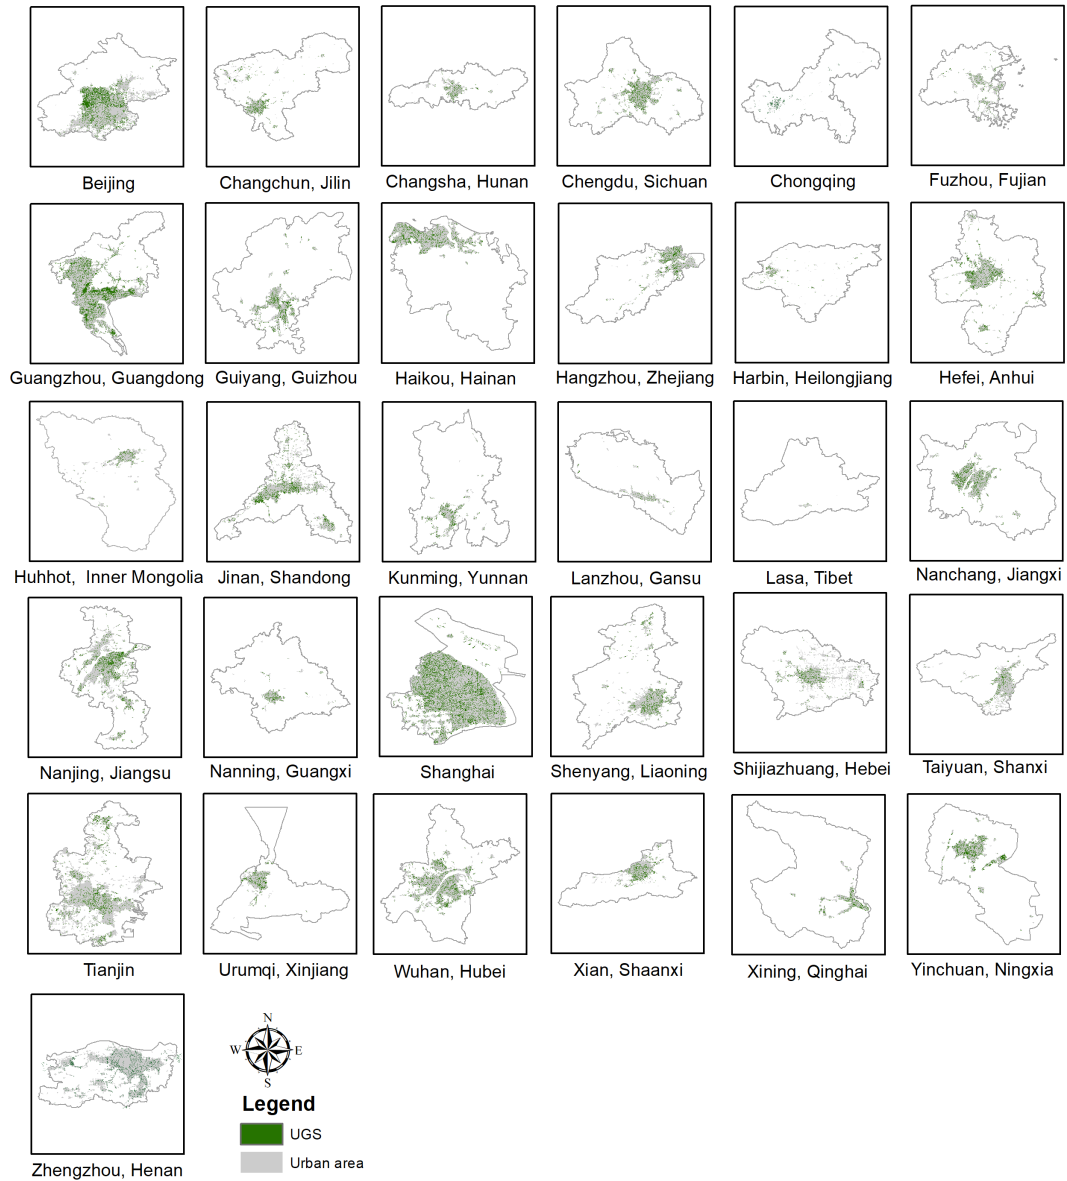 Beijing
Changchun, Jilin
Changsha, Hunan
Chengdu, Sichuan
Chongqing
Fuzhou, Fujian
Guangzhou, Guangdong
Guiyang, Guizhou
Haikou, Hainan
Hangzhou, Zhejiang
Harbin, Heilongjiang
Hefei, Anhui
Huhhot, Inner Mongolia
Jinan, Shandong
Kunming, Yunnan
Lanzhou, Gansu
Lasa, Tibet
Nanchang, Jiangxi
Nanjing, Jiangsu
Nanning, Guangxi
Shanghai
Shenyang, Liaoning
Shijiazhuang, Hebei
Taiyuan, Shanxi
Tianjin
Urumqi, Xinjiang
Wuhan, Hubei
Xian, Shaanxi
Xining, Qinghai
Yinchuan, Ningxia
Zhengzhou, Henan
N
W E
S
Legend
UGS
Urban area